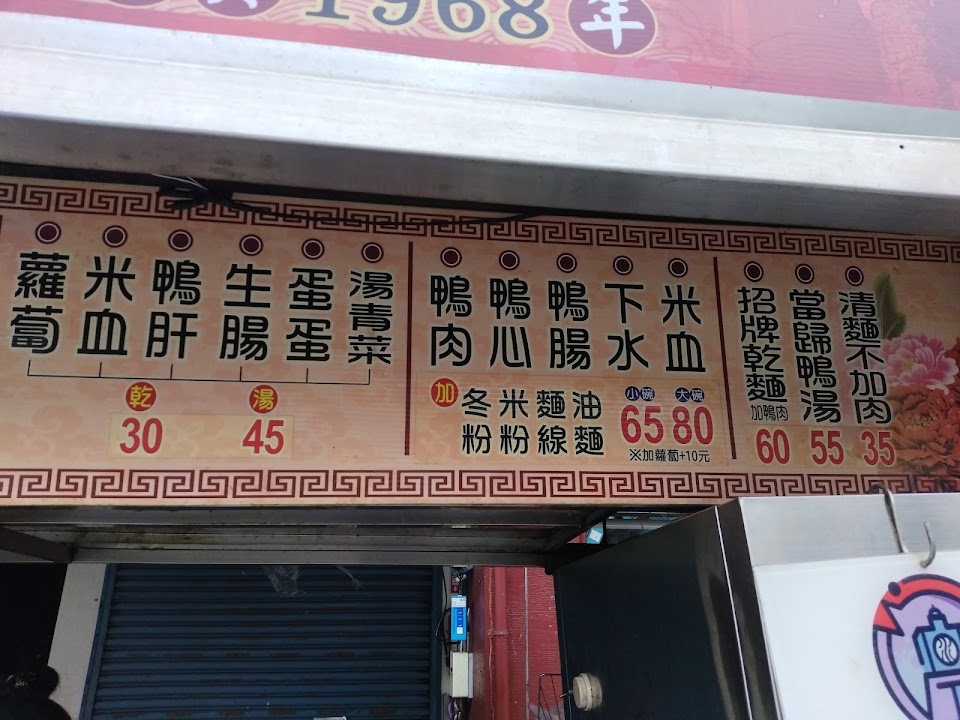 1968年
蘿蔔
米血
鴨肝
生腸
蛋蛋
湯青菜
乾
30
湯
45
鴨肉
鴨心
鴨腸
下水
米血
加
冬粉
米粉
麵線
油麵
小碗
65
大碗
80
※加蘿蔔+10元
招牌乾麵
加鴨肉
60
當歸鴨湯
55
清麵不加肉
35